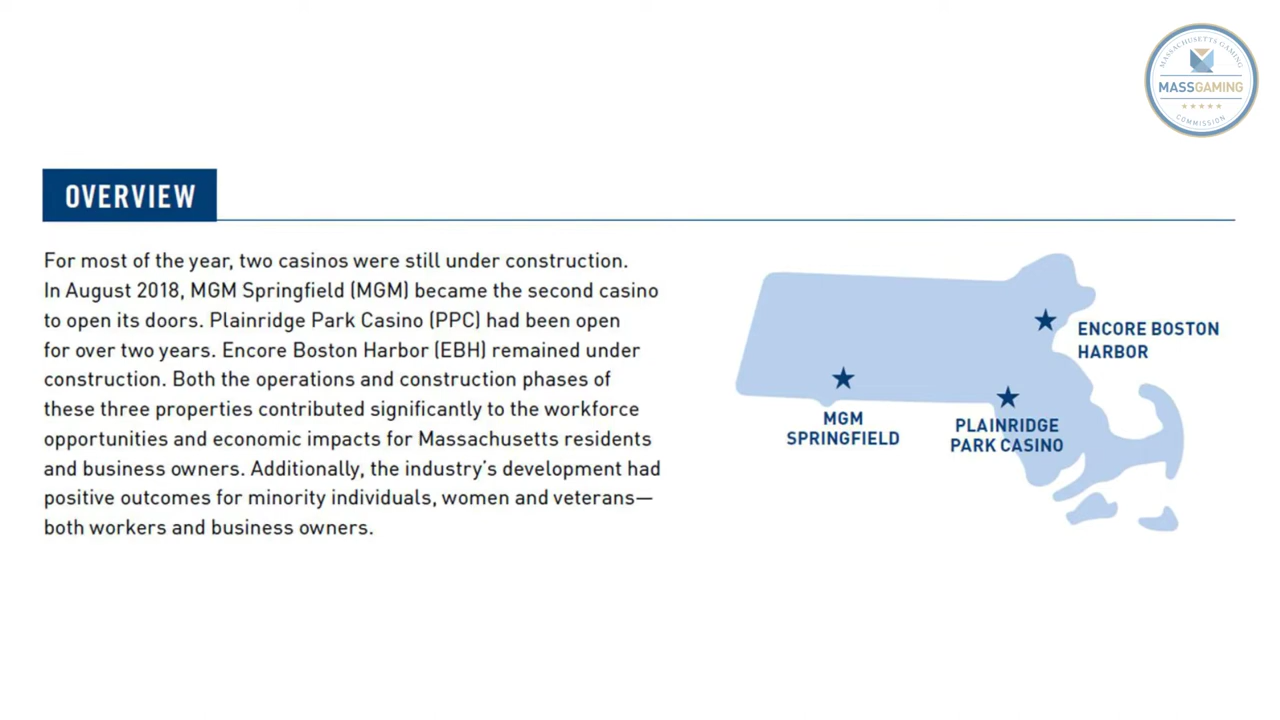 MASSACHUSETTS GAMING
MASSGAMING
COMMISSION
OVERVIEW
For most of the year, two casinos were still under construction.
In August 2018, MGM Springfield (MGM) became the second casino
to open its doors. Plainridge Park Casino (PPC) had been open
for over two years. Encore Boston Harbor (EBH) remained under
construction. Both the operations and construction phases of
these three properties contributed significantly to the workforce
opportunities and economic impacts for Massachusetts residents
and business owners. Additionally, the industry's development had
positive outcomes for minority individuals, women and veterans—
both workers and business owners.
ENCORE BOSTON
HARBOR
MGM
SPRINGFIELD
PLAINRIDGE
PARK CASINO